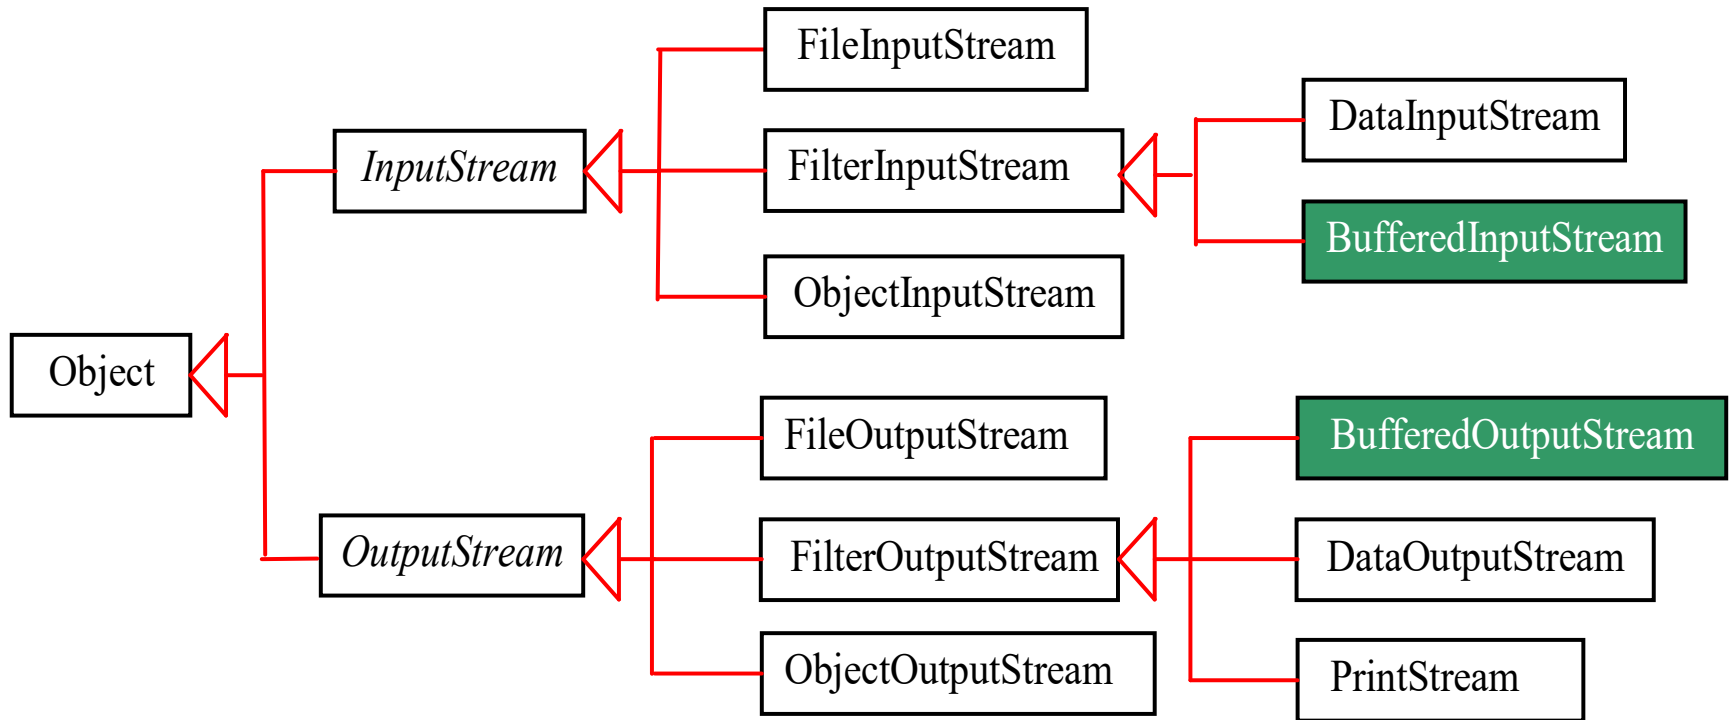 FileInputStream
DataInputStream
InputStream
FilterInputStream
BufferedInputStream
ObjectInputStream
Object
FileOutputStream
BufferedOutputStream
OutputStream
FilterOutputStream
DataOutputStream
ObjectOutputStream
PrintStream